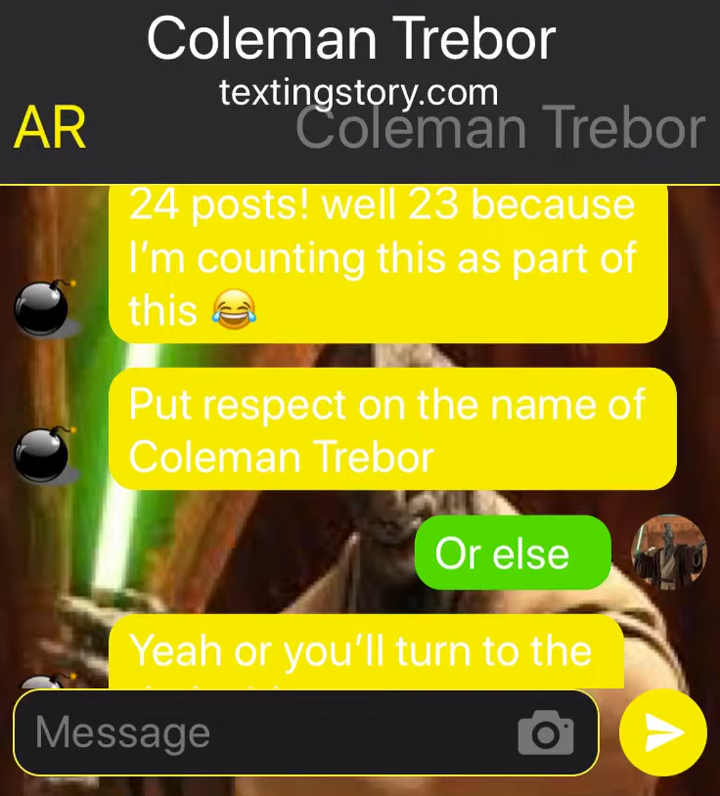 Coleman Trebor
textingstory.com
AR
Coleman Trebor
24 posts! well 23 because
I’m counting this as part of
this 😂
Put respect on the name of
Coleman Trebor
Or else
Yeah or you’ll turn to the
Message